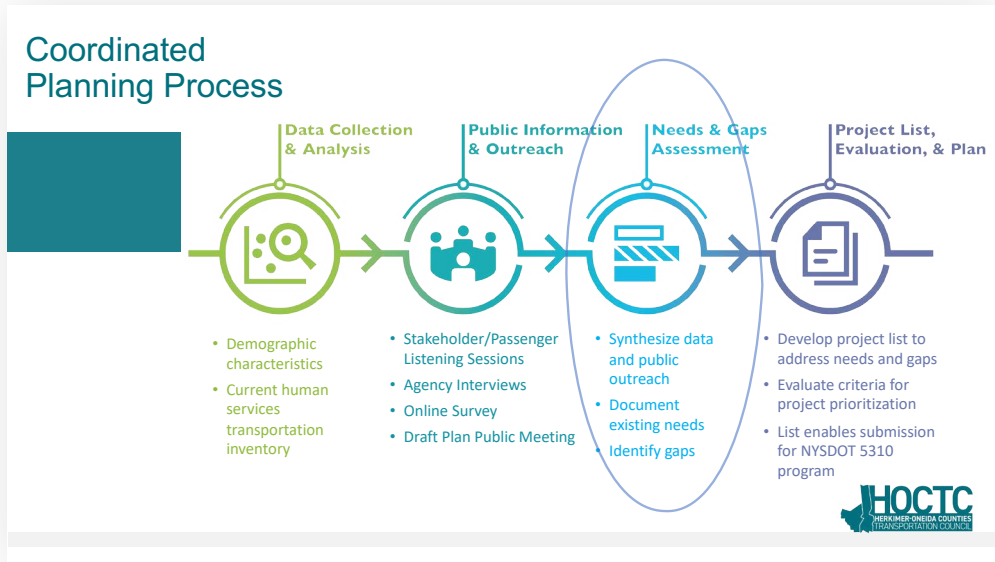 Coordinated
Planning Process
Data Collection
& Analysis
Public Information
& Outreach
Needs & Gaps
Assessment
Project List,
Evaluation, & Plan
• Demographic
characteristics
• Current human
services
transportation
inventory
• Stakeholder/Passenger
Listening Sessions
• Agency Interviews
• Online Survey
• Draft Plan Public Meeting
• Synthesize data
and public
outreach
• Document
existing needs
• Identify gaps
• Develop project list to
address needs and gaps
• Evaluate criteria for
project prioritization
• List enables submission
for NYSDOT 5310
program
HOCTC
HERKIMER-ONEIDA COUNTIES
TRANSPORTATION COUNCIL